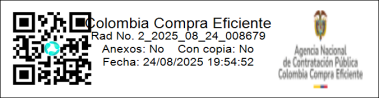 Colombia Compra Eficiente
Rad No. 2_2025_08_24_008679
Anexos: No Con copia: No
Fecha: 24/08/2025 19:54:52
Agencia Nacional
de Contratación Pública
Colombia Compra Eficiente